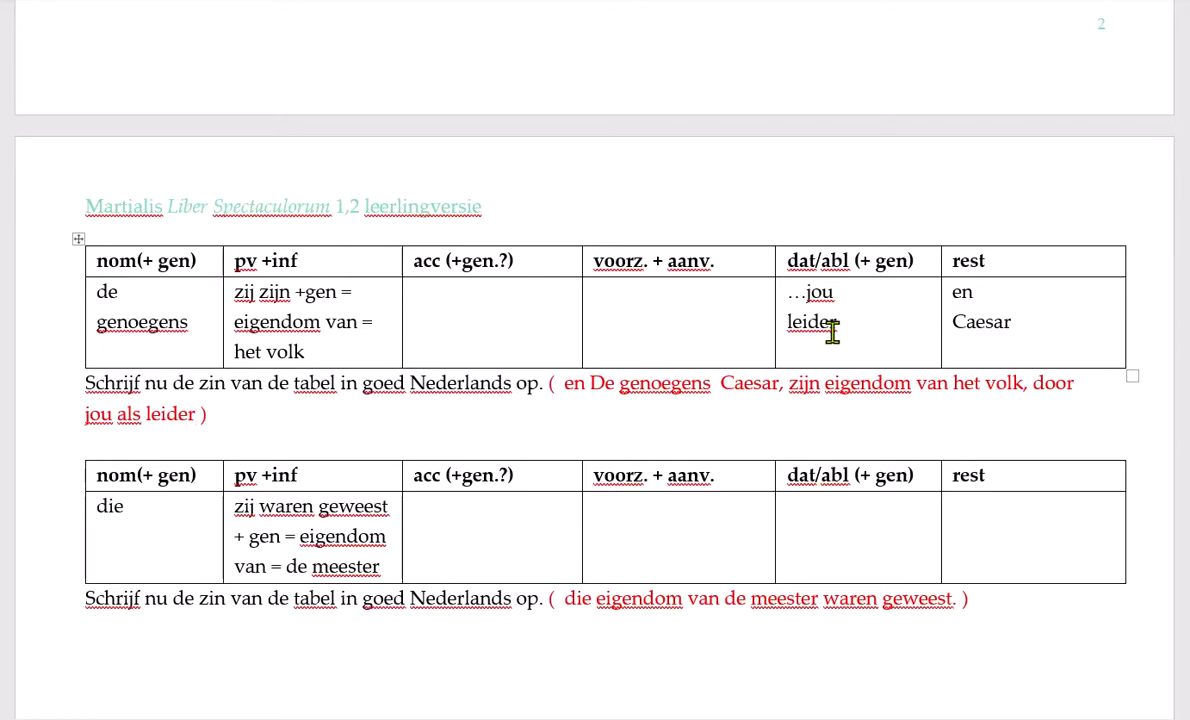 2
Martialis Liber Spectaculorum 1,2 leerlingversie
nom(+ gen) pv +inf acc (+gen.?) voorz. + aanv. dat/abl (+ gen) rest
de zij zijn +gen = …jou en
genoegens eigendom van = leider Caesar
het volk
Schrijf nu de zin van de tabel in goed Nederlands op. ( en De genoegens Caesar, zijn eigendom van het volk, door
jou als leider )
nom(+ gen) pv +inf acc (+gen.?) voorz. + aanv. dat/abl (+ gen) rest
die zij waren geweest
+ gen = eigendom
van = de meester
Schrijf nu de zin van de tabel in goed Nederlands op. ( die eigendom van de meester waren geweest. )